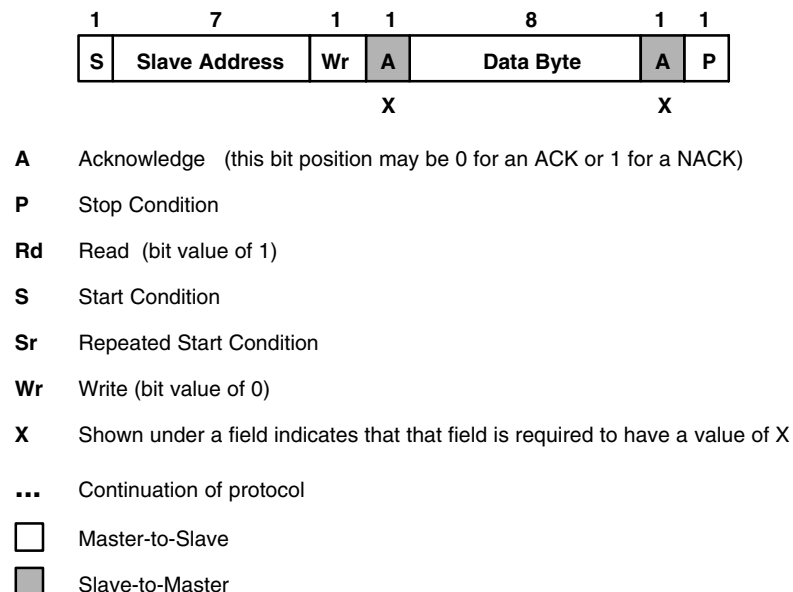 1 7 1 1 8 1 1
S Slave Address Wr A Data Byte A P
X X
A Acknowledge (this bit position may be 0 for an ACK or 1 for a NACK)
P Stop Condition
Rd Read (bit value of 1)
S Start Condition
Sr Repeated Start Condition
Wr Write (bit value of 0)
X Shown under a field indicates that that field is required to have a value of X
... Continuation of protocol
Master-to-Slave
Slave-to-Master